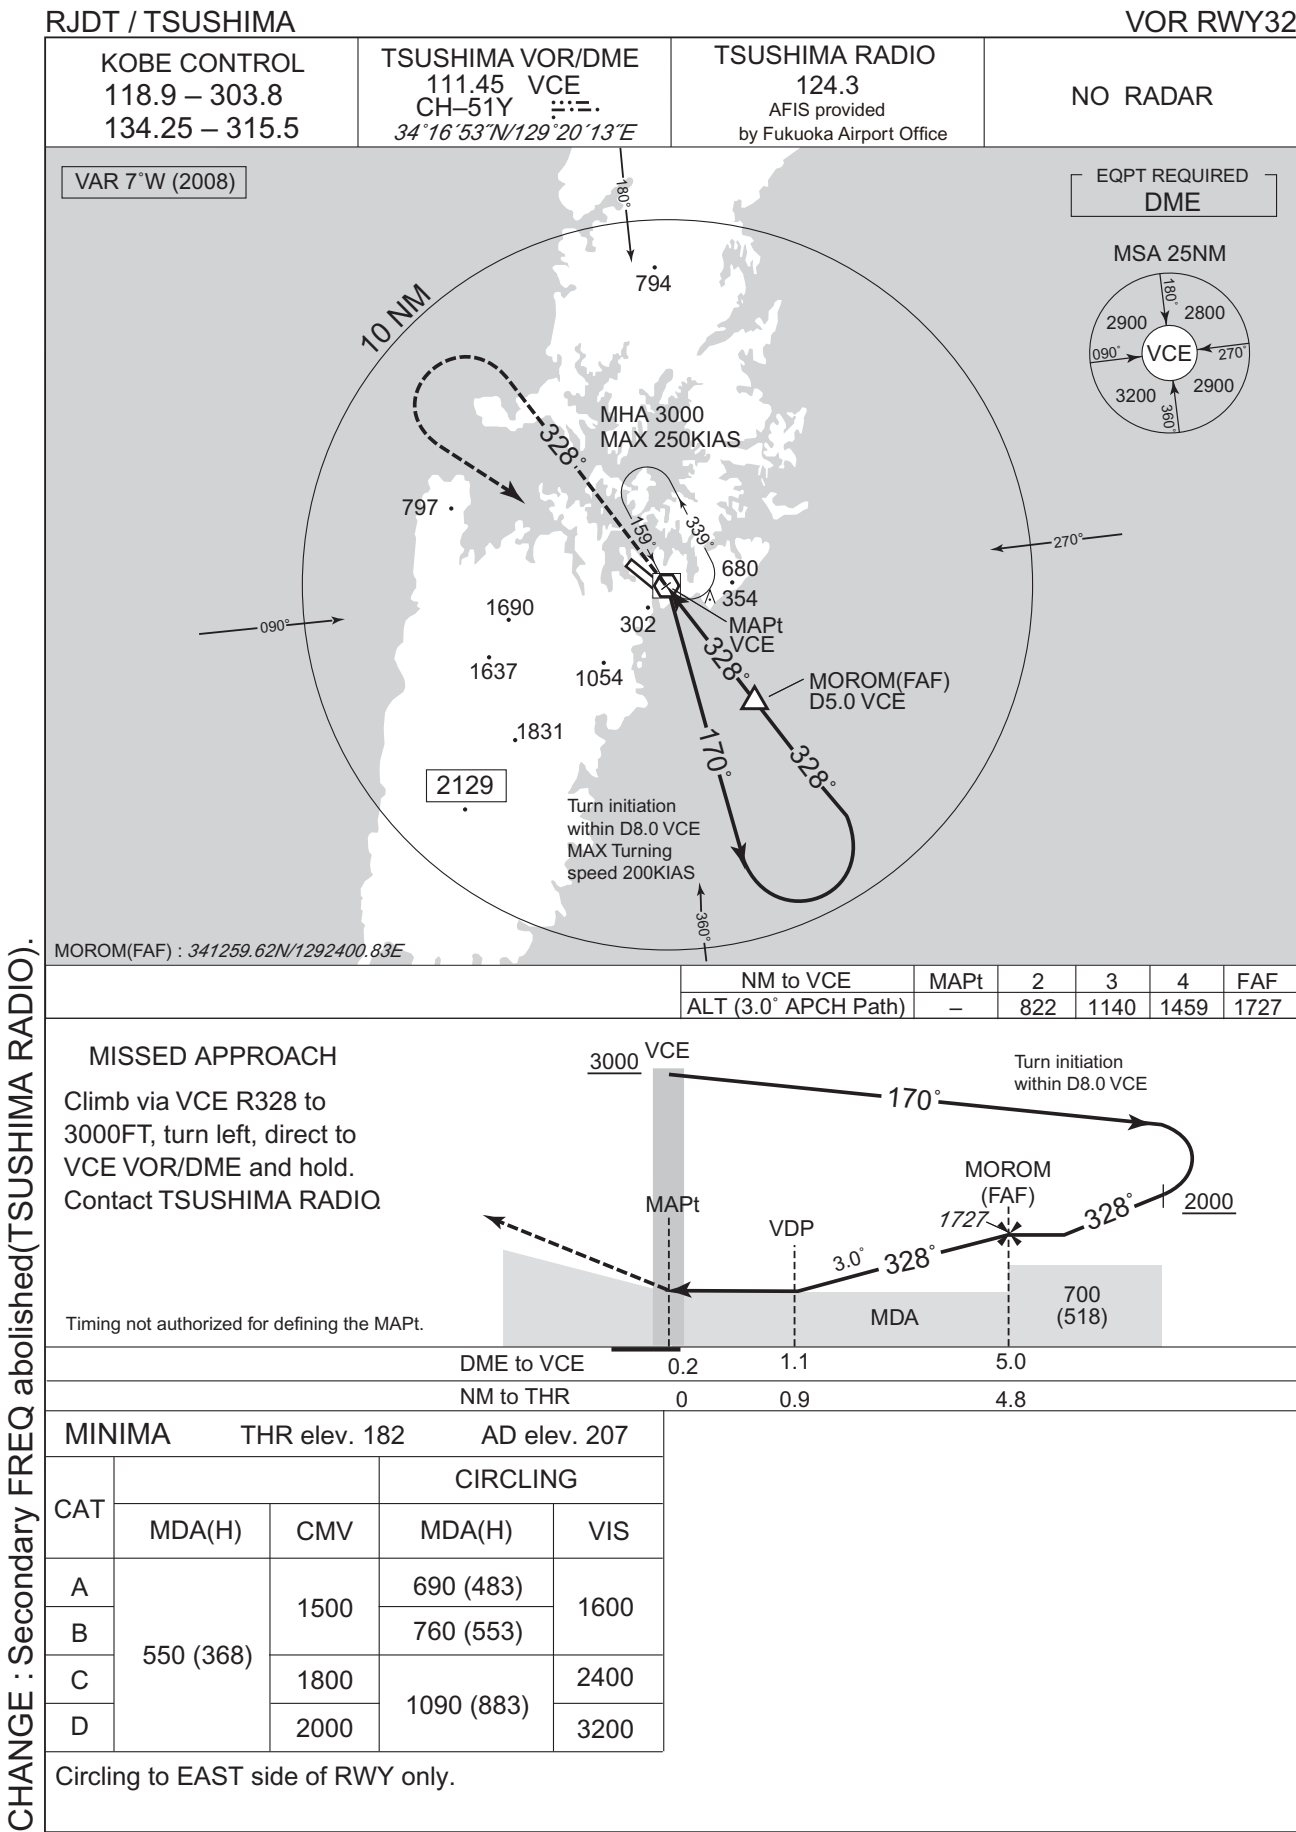 RJDT / TSUSHIMA
VOR RWY32
KOBE CONTROL
118.9 – 303.8
134.25 – 315.5
TSUSHIMA VOR/DME
111.45 VCE
CH–51Y
34°16´53˝N/129°20´13˝E
TSUSHIMA RADIO
124.3
AFIS provided
by Fukuoka Airport Office
NO RADAR
VAR 7°W (2008)
EQPT REQUIRED
DME
MSA 25NM
180°
2900
2800
090°
VCE
270°
3200
2900
360°
180°
794
10 NM
MHA 3000
MAX 250KIAS
328°
797
159°
339°
270°
680
354
090°
1690
302
MAPt
VCE
328°
1637
1054
MOROM(FAF)
D5.0 VCE
1831
170°
328°
2129
Turn initiation
within D8.0 VCE
MAX Turning
speed 200KIAS
360°
MOROM(FAF) : 341259.62N/1292400.83E
NM to VCE MAPt 2 3 4 FAF
ALT (3.0° APCH Path) – 822 1140 1459 1727
MISSED APPROACH
Climb via VCE R328 to
3000FT, turn left, direct to
VCE VOR/DME and hold.
Contact TSUSHIMA RADIO.
Timing not authorized for defining the MAPt.
3000
VCE
170°
Turn initiation
within D8.0 VCE
MAPt
VDP
MOROM
(FAF)
1727
328°
2000
3.0°
328°
MDA
700
(518)
DME to VCE 0.2 1.1 5.0
NM to THR 0 0.9 4.8
MINIMA THR elev. 182 AD elev. 207
CAT
CIRCLING
MDA(H) CMV MDA(H) VIS
A
B
C
D
550 (368)
1500
1800
2000
690 (483)
760 (553)
1090 (883)
1600
2400
3200
Circling to EAST side of RWY only.
CHANGE : Secondary FREQ abolished(TSUSHIMA RADIO).